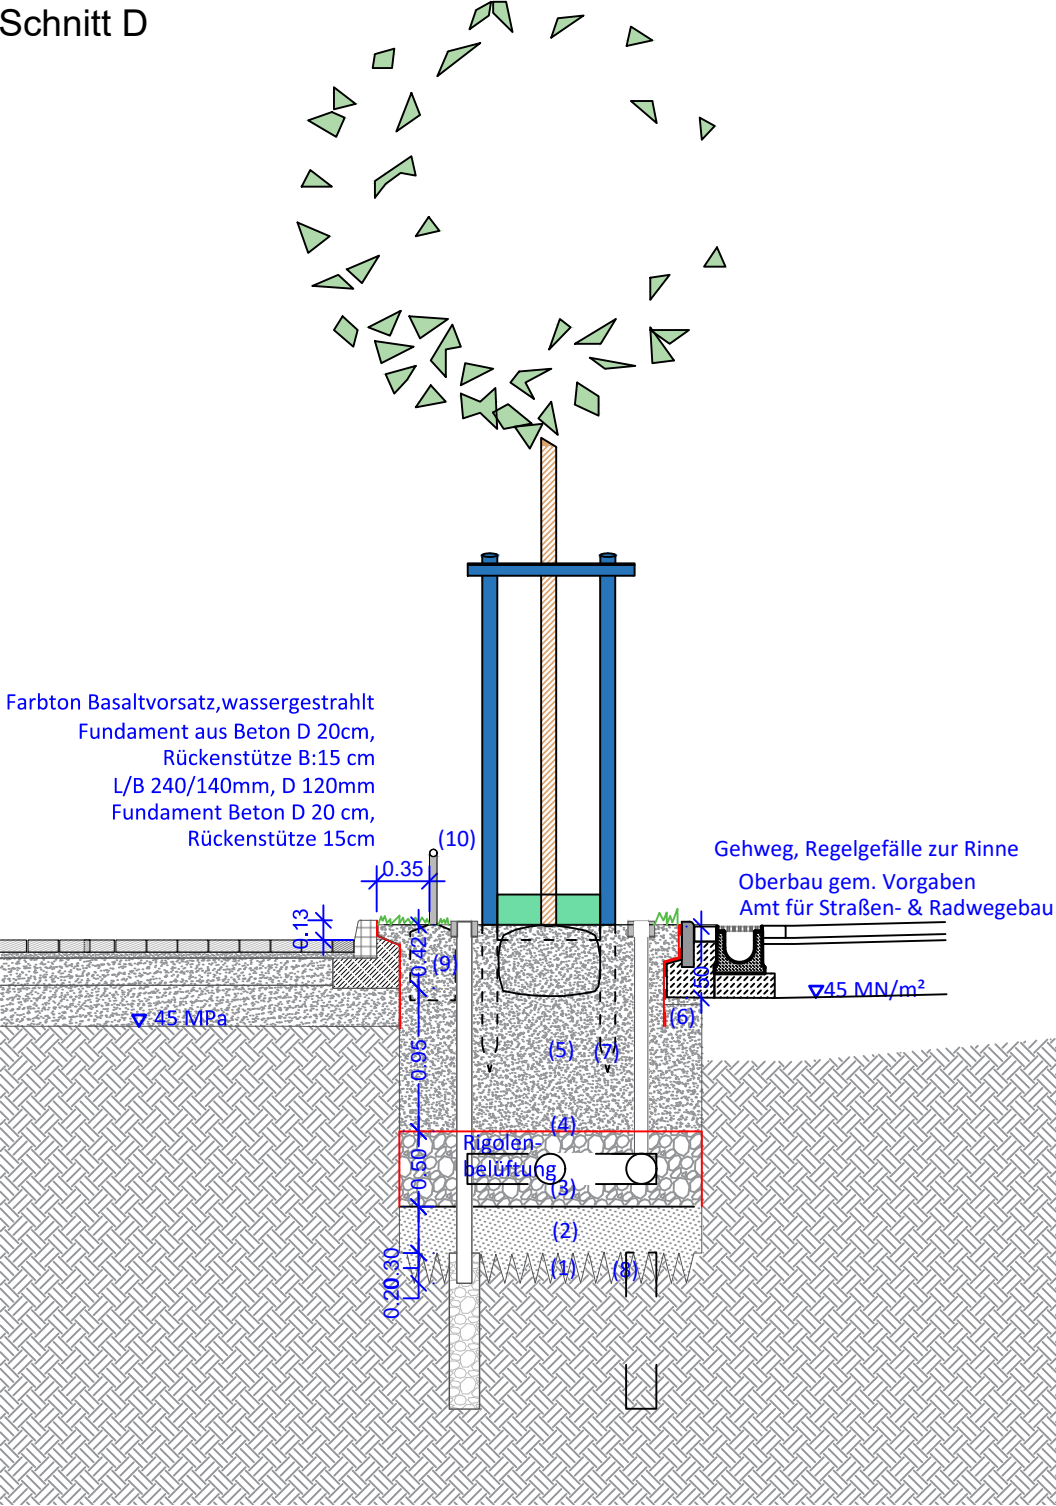 Schnitt D
Farbton Basaltvorsatz,wassergestrahlt
Fundament aus Beton D 20cm,
Rückenstütze B:15 cm
L/B 240/140mm, D 120mm
Fundament Beton D 20 cm,
Rückenstütze 15cm
(10)
0.35
0.13
0.42
(9)
Gehweg, Regelgefälle zur Rinne
Oberbau gem. Vorgaben
Amt für Straßen- & Radwegebau
50
45 MN/m²
45 MPa
(6)
0.95
(5)
(7)
(4)
Rigolen-
belüftung
0.50
(3)
(2)
0.30
(1)
(8)
0.20